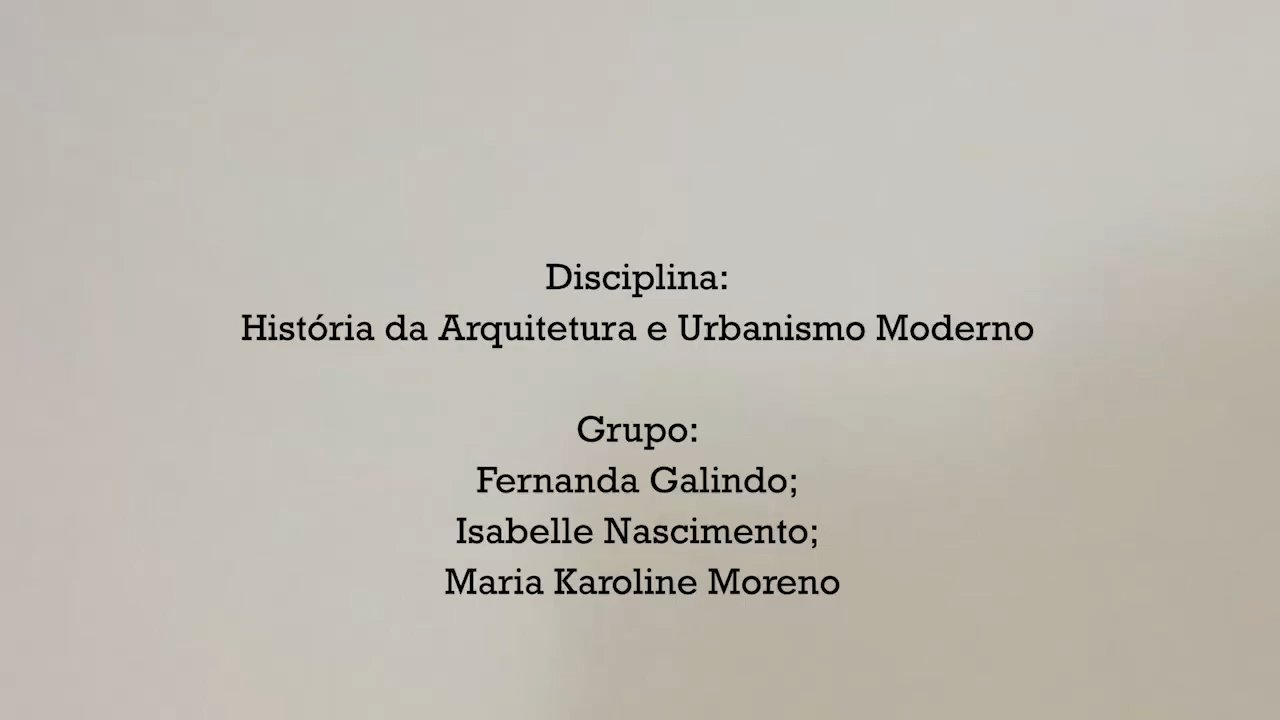 Disciplina:
História da Arquitetura e Urbanismo Moderno
Grupo:
Fernanda Galindo;
Isabelle Nascimento;
Maria Karoline Moreno